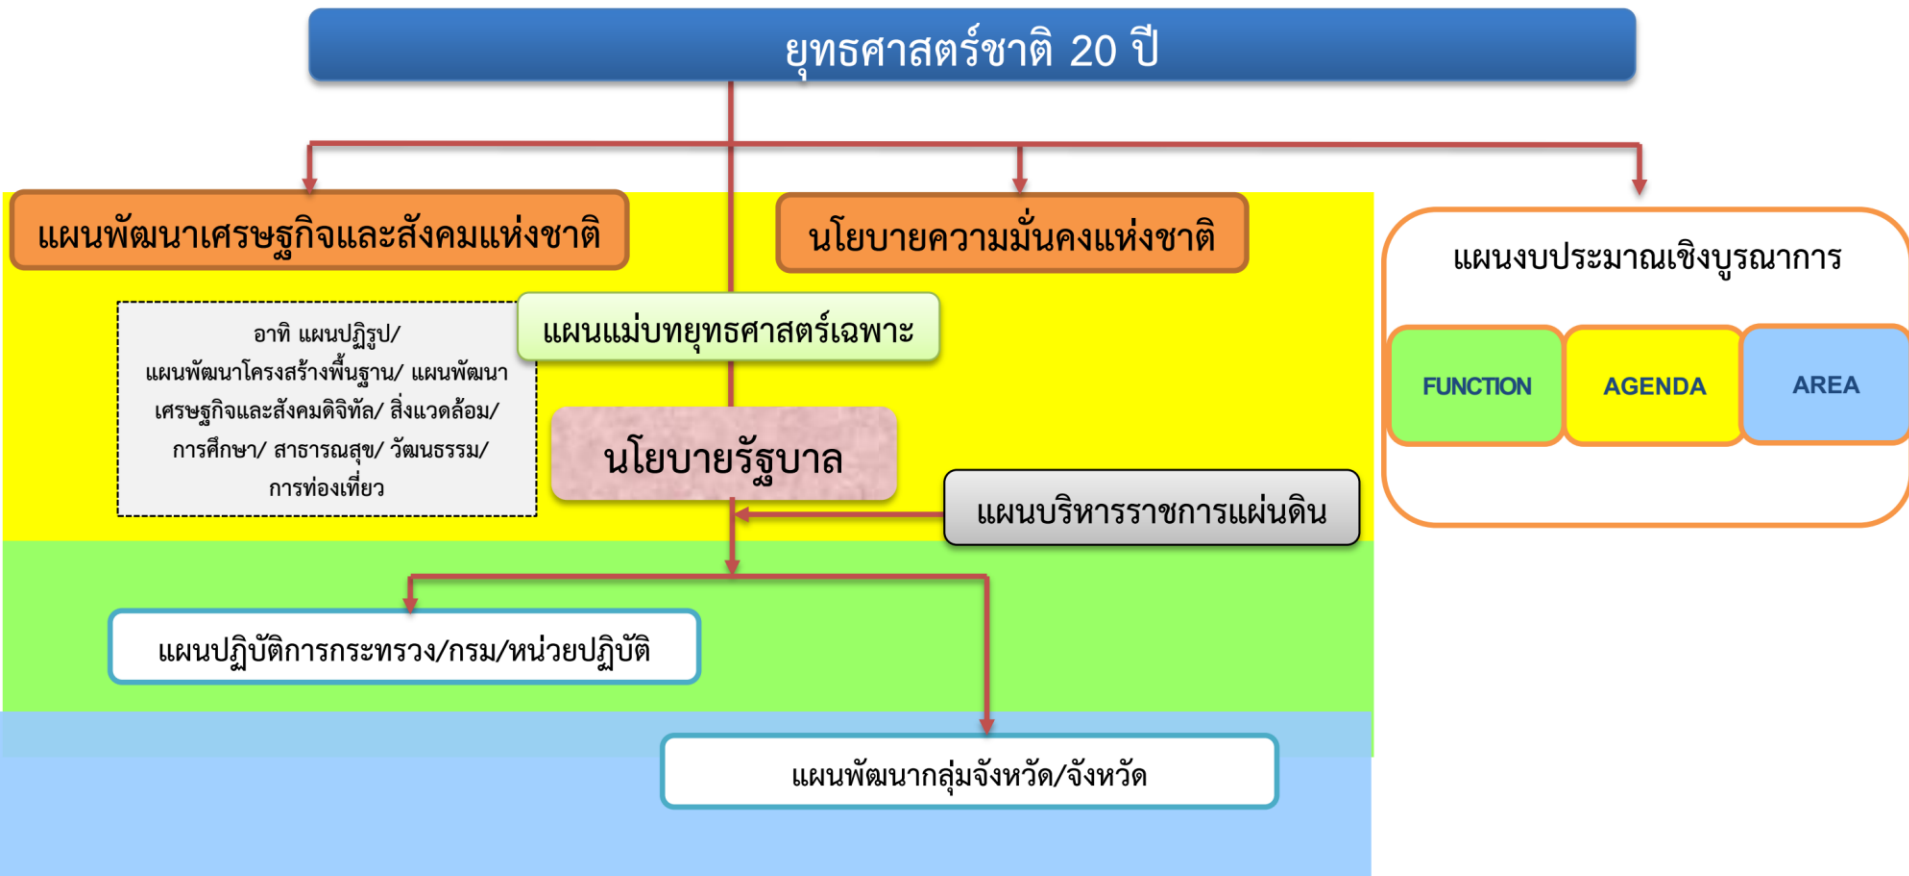 ยุทธศาสตร์ชาติ 20 ปี
แผนพัฒนาเศรษฐกิจและสังคมแห่งชาติ
นโยบายความมั่นคงแห่งชาติ
แผนงบประมาณเชิงบูรณาการ
FUNCTION
AGENDA
AREA
แผนแม่บทยุทธศาสตร์เฉพาะ
อาทิ แผนปฏิรูป/
แผนพัฒนาโครงสร้างพื้นฐาน/ แผนพัฒนา
เศรษฐกิจและสังคมดิจิทัล/ สิ่งแวดล้อม/
การศึกษา/ สาธารณสุข/ วัฒนธรรม/
การท่องเที่ยว
นโยบายรัฐบาล
แผนบริหารราชการแผ่นดิน
แผนปฏิบัติการกระทรวง/กรม/หน่วยปฏิบัติ
แผนพัฒนากลุ่มจังหวัด/จังหวัด